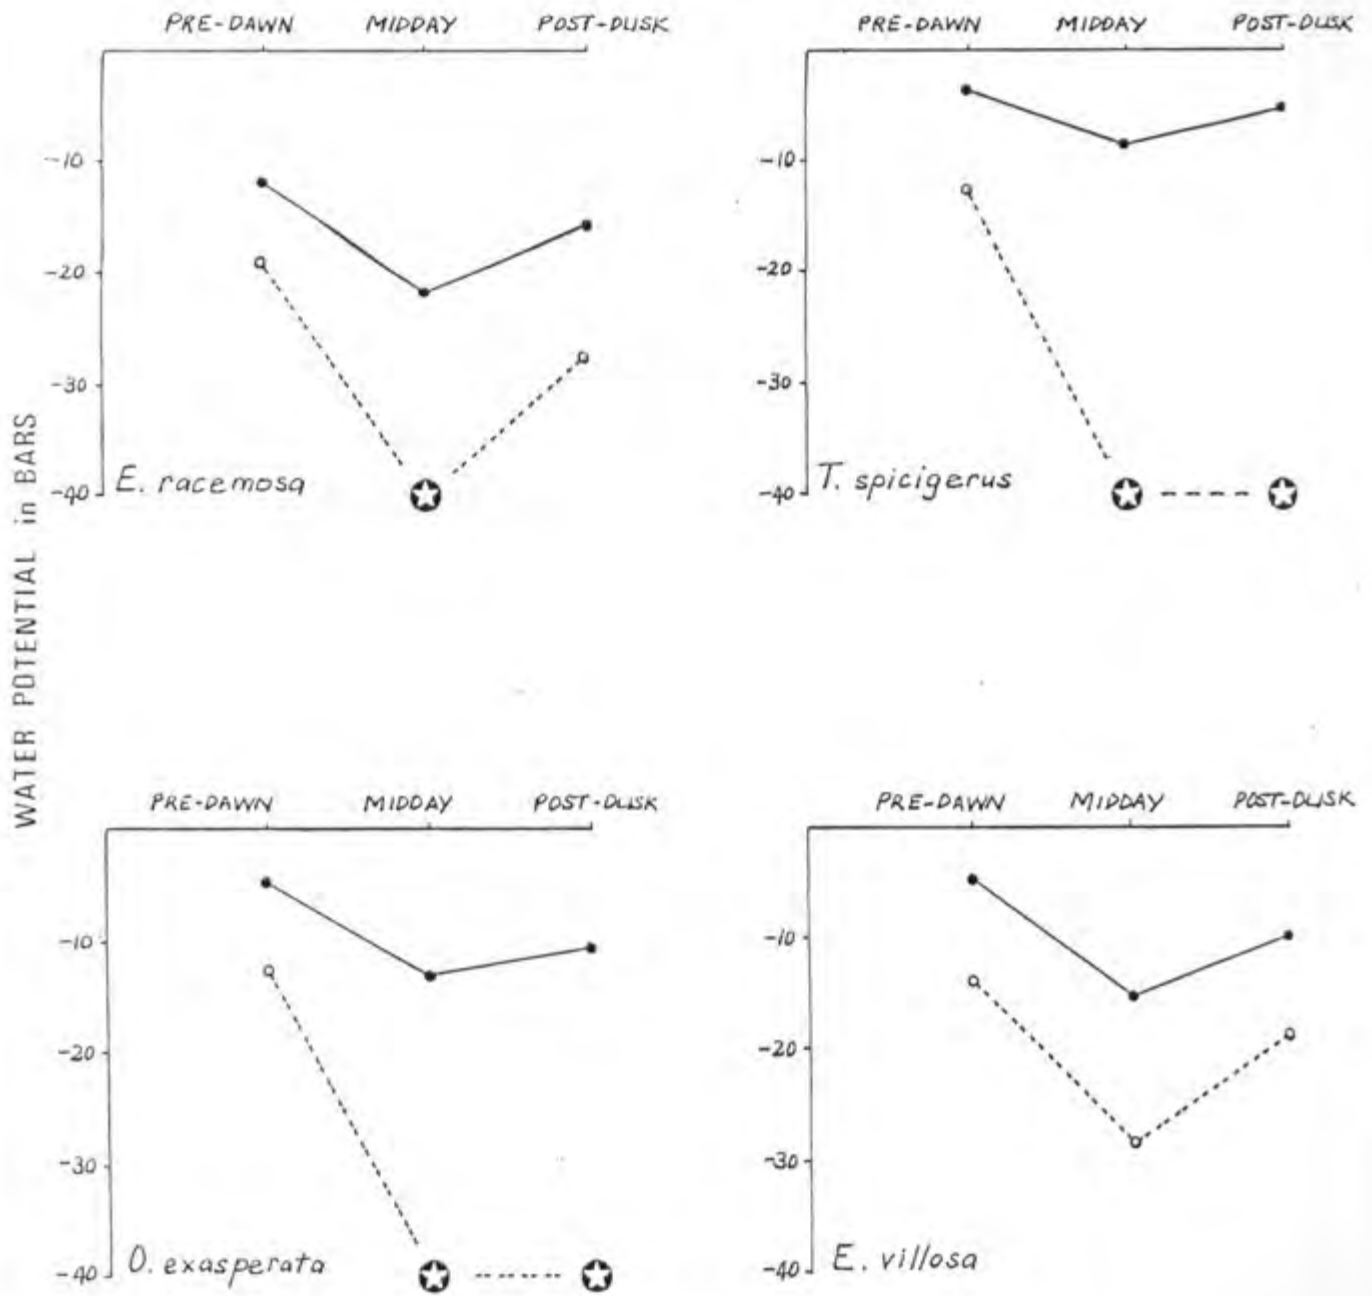 PRE-DAWN MIDDAY POST-DUSK
-10
-20
-30
-40
E. racemosa
PRE-DAWN MIDDAY POST-DUSK
-10
-20
-30
-40
T. spicigerus
WATER POTENTIAL in BARS
PRE-DAWN MIDDAY POST-DUSK
-10
-20
-30
-40
O. exasperata
PRE-DAWN MIDDAY POST-DUSK
-10
-20
-30
-40
E. villosa